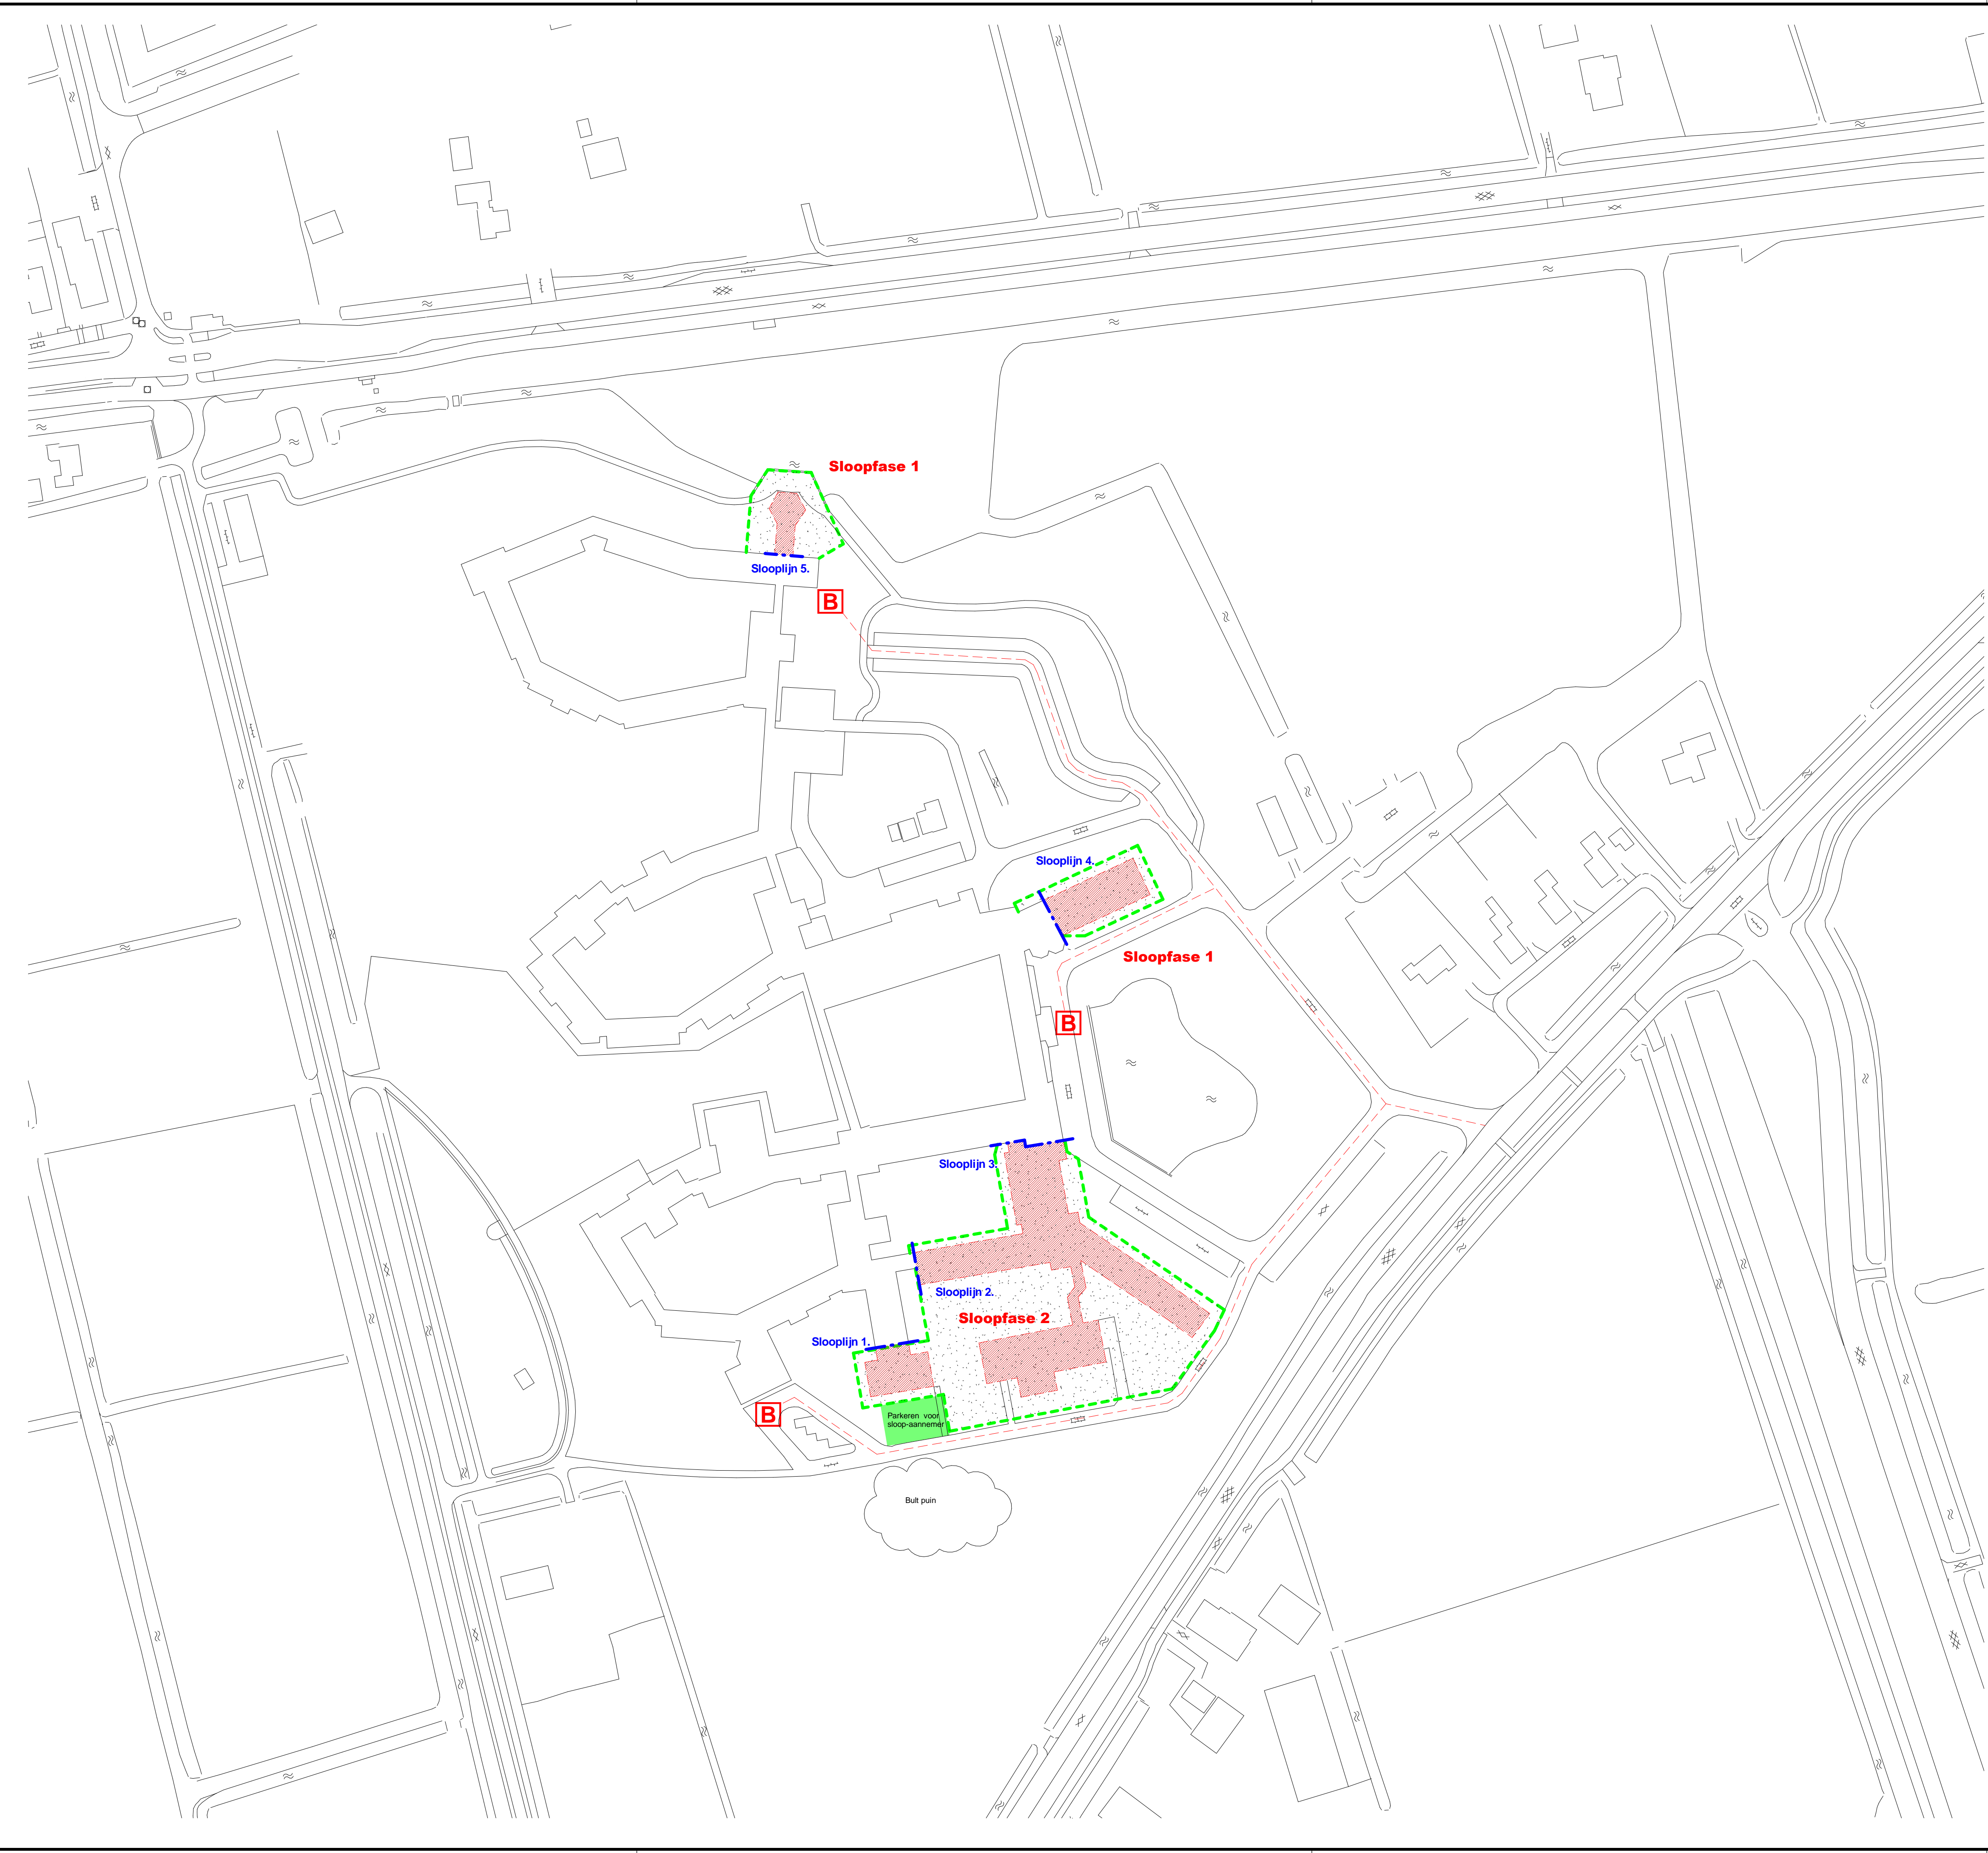 Sloopfase 1
Slooplijn 5.
B
Slooplijn 4.
Sloopfase 1
B
Slooplijn 3.
Slooplijn 2.
Sloopfase 2
Slooplijn 1.
B
Parkeren voor
sloop-aannemer
Bult puin